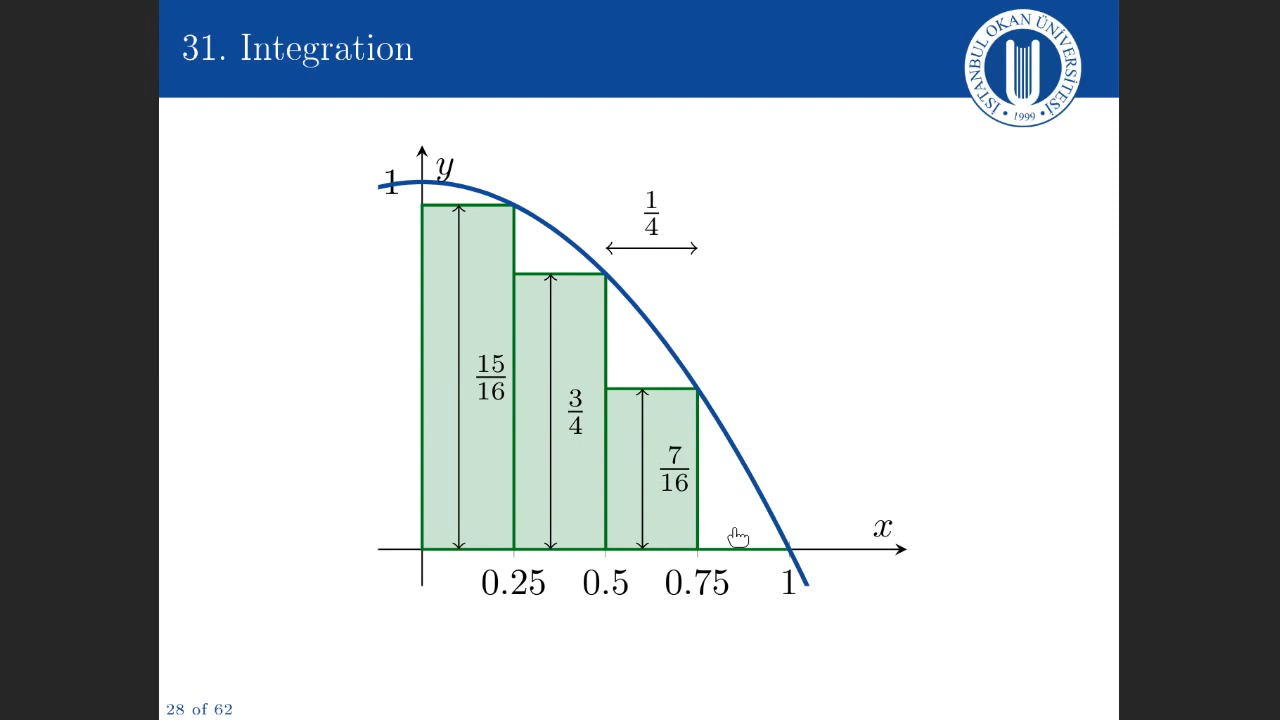 31. Integration
İSTANBUL OKAN ÜNİVERSİTESİ
• 1999 •
y
1
1/4
15/16
3/4
7/16
x
0.25 0.5 0.75 1
28 of 62